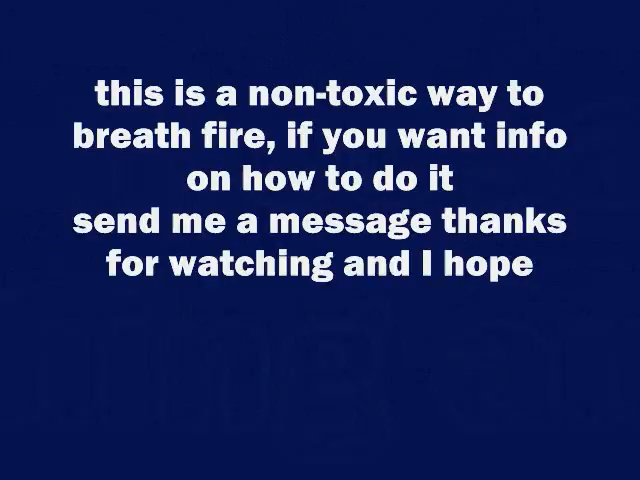 this is a non-toxic way to
breath fire, if you want info
on how to do it
send me a message thanks
for watching and I hope